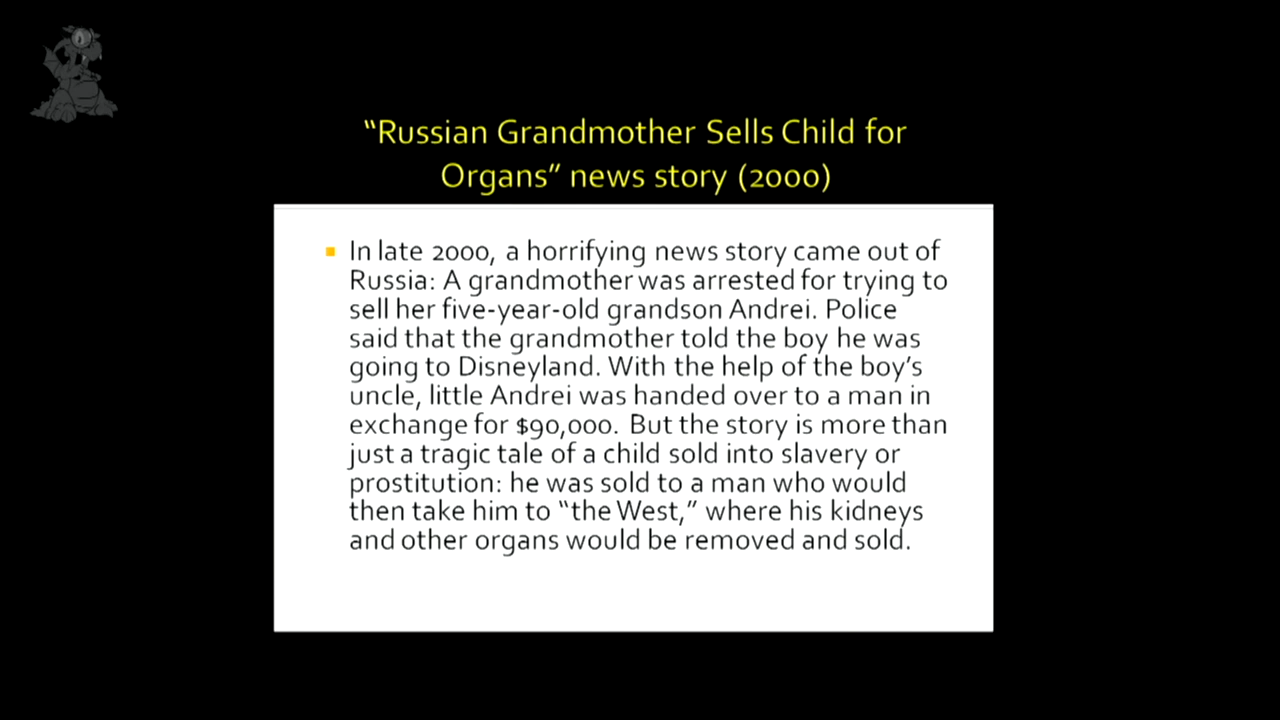 “Russian Grandmother Sells Child for
Organs” news story (2000)
In late 2000, a horrifying news story came out of
Russia: A grandmother was arrested for trying to
sell her five-year-old grandson Andrei. Police
said that the grandmother told the boy he was
going to Disneyland. With the help of the boy’s
uncle, little Andrei was handed over to a man in
exchange for $90,000. But the story is more than
just a tragic tale of a child sold into slavery or
prostitution: he was sold to a man who would
then take him to “the West,” where his kidneys
and other organs would be removed and sold.